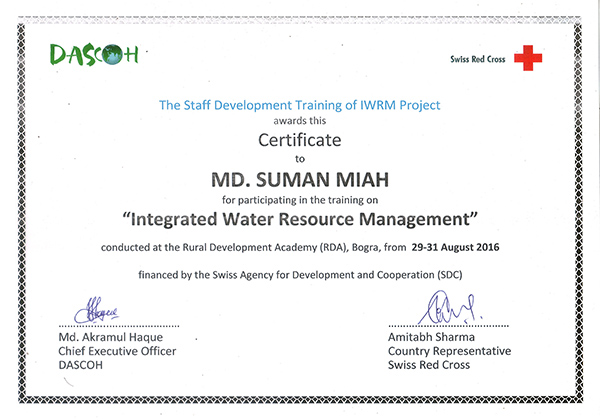 DASCOH
Swiss Red Cross
The Staff Development Training of IWRM Project
awards this
Certificate
to
MD. SUMAN MIAH
for participating in the training on
“Integrated Water Resource Management”
conducted at the Rural Development Academy (RDA), Bogra, from 29-31 August 2016
financed by the Swiss Agency for Development and Cooperation (SDC)
Md. Akramul Haque
Chief Executive Officer
DASCOH
Amitabh Sharma
Country Representative
Swiss Red Cross